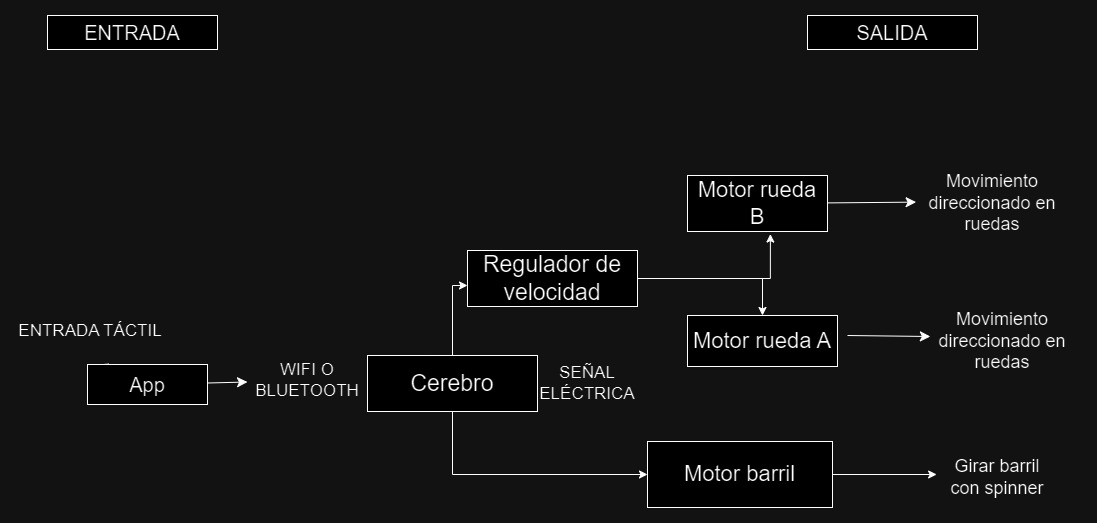 ENTRADA
SALIDA
Motor rueda
B
Movimiento
direccionado en
ruedas
Regulador de
velocidad
ENTRADA TÁCTIL
Motor rueda A
Movimiento
direccionado en
ruedas
App
WIFI O
BLUETOOTH
Cerebro
SEÑAL
ELÉCTRICA
Motor barril
Girar barril
con spinner